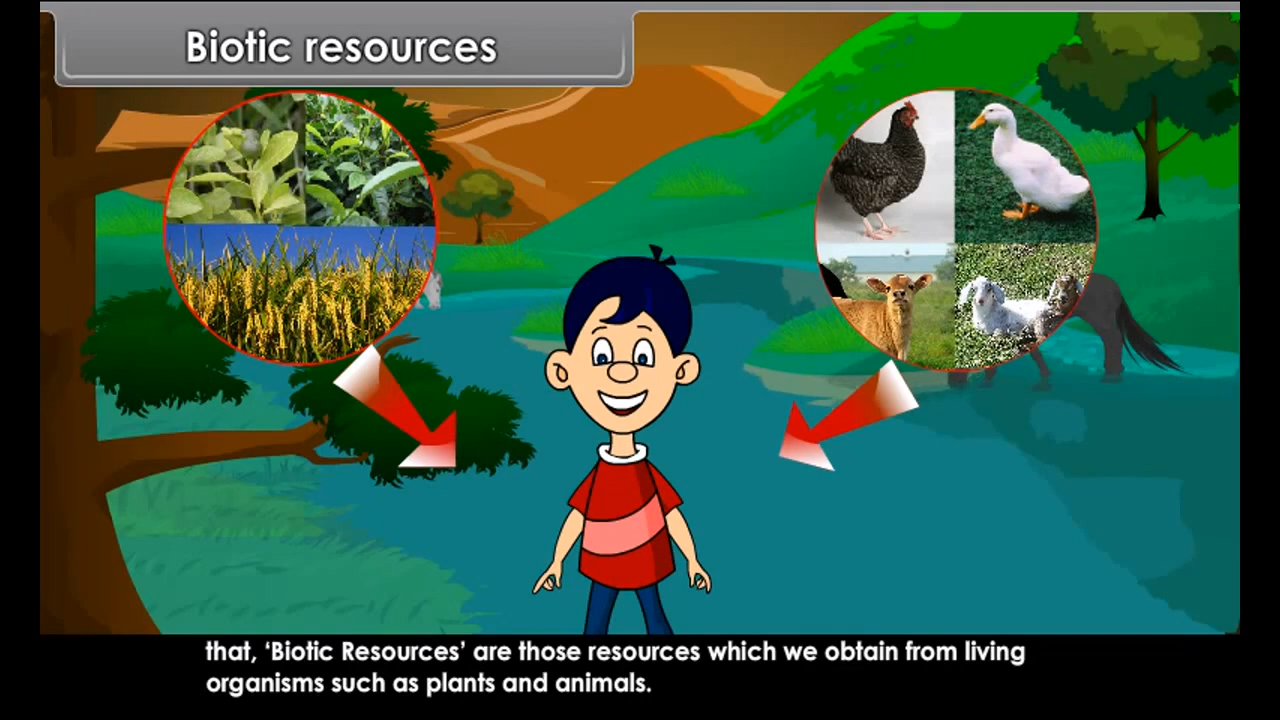 Biotic resources
that, ‘Biotic Resources’ are those resources which we obtain from living
organisms such as plants and animals.